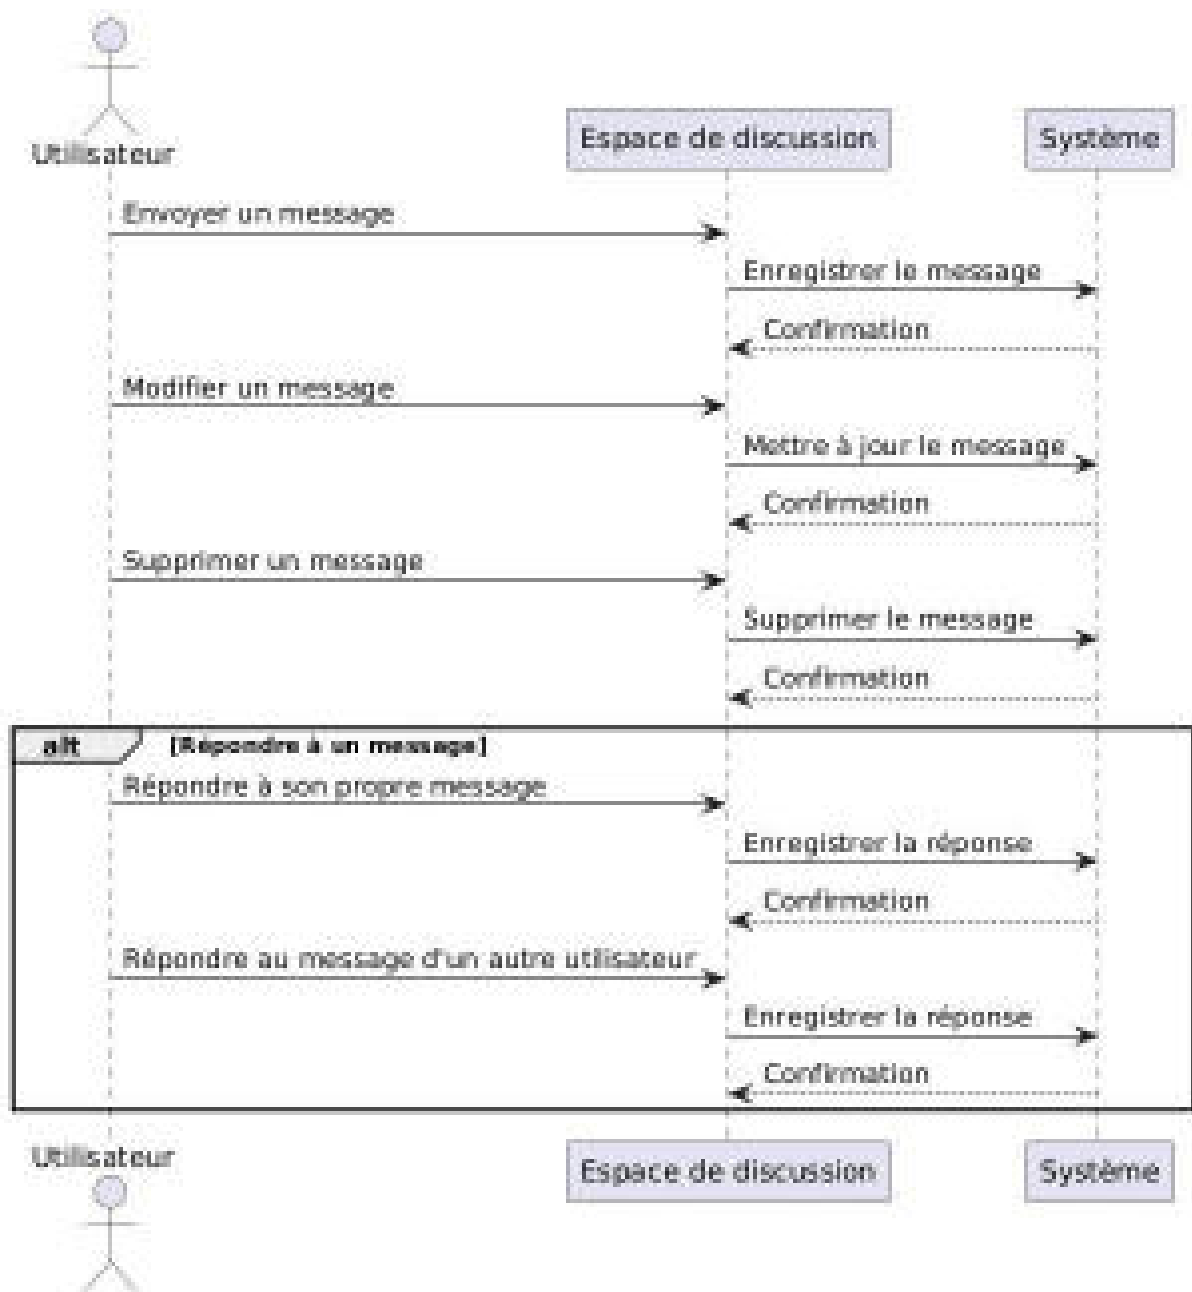 Utilisateur
Espace de discussion
Système
Envoyer un message
Enregistrer le message
Confirmation
Modifier un message
Mettre à jour le message
Confirmation
Supprimer un message
Supprimer le message
Confirmation
alt [Répondre à un message]
Répondre à son propre message
Enregistrer la réponse
Confirmation
Répondre au message d'un autre utilisateur
Enregistrer la réponse
Confirmation
Utilisateur
Espace de discussion
Système